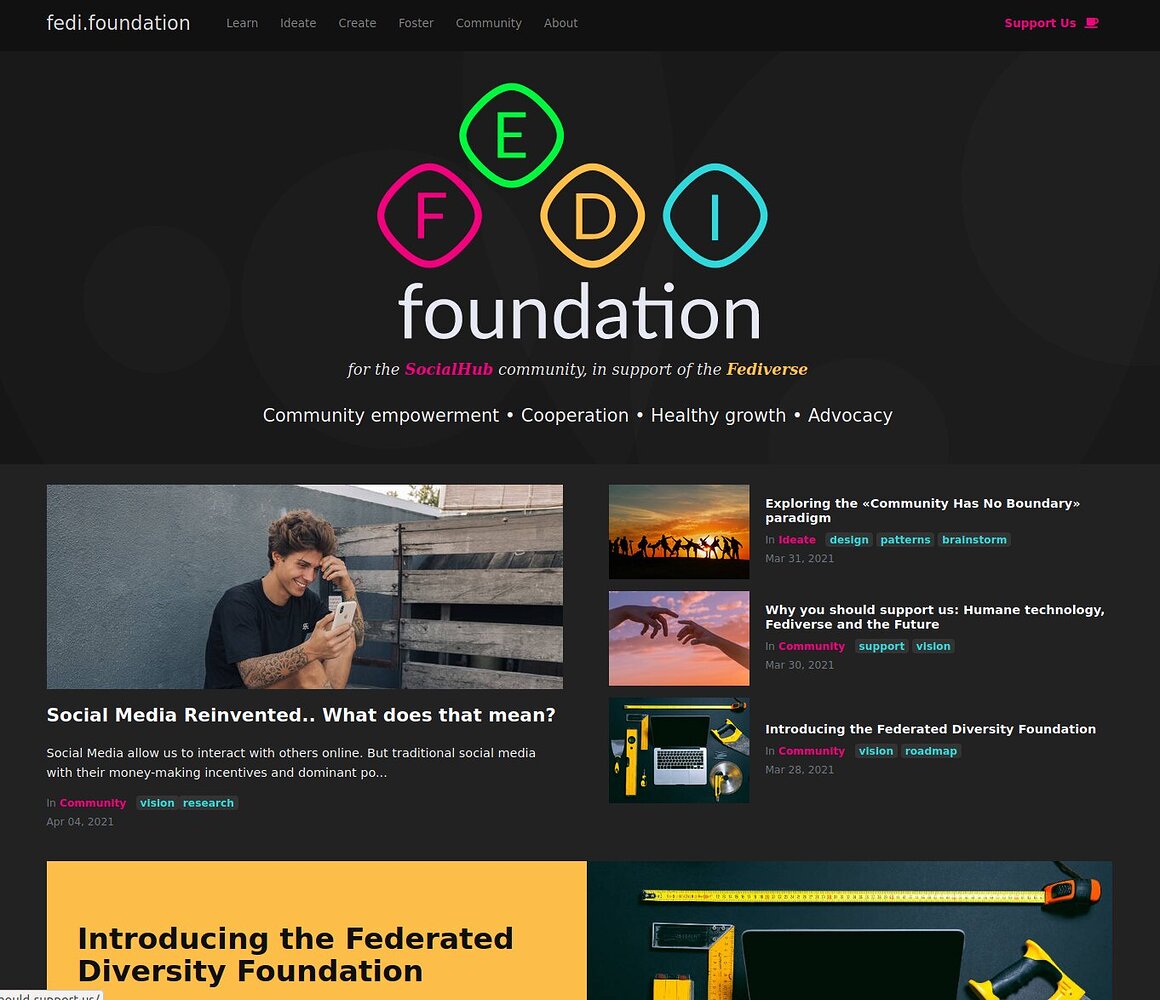 fedi.foundation Learn Ideate Create Foster Community About Support Us
E
F D I
foundation
for the SocialHub community, in support of the Fediverse
Community empowerment • Cooperation • Healthy growth • Advocacy
Social Media Reinvented.. What does that mean?
Social Media allow us to interact with others online. But traditional social media
with their money-making incentives and dominant po...
In Community vision research
Apr 04, 2021
Exploring the «Community Has No Boundary»
paradigm
In Ideate design patterns brainstorm
Mar 31, 2021
Why you should support us: Humane technology,
Fediverse and the Future
In Community support vision
Mar 30, 2021
Introducing the Federated Diversity Foundation
In Community vision roadmap
Mar 28, 2021
Introducing the Federated
Diversity Foundation